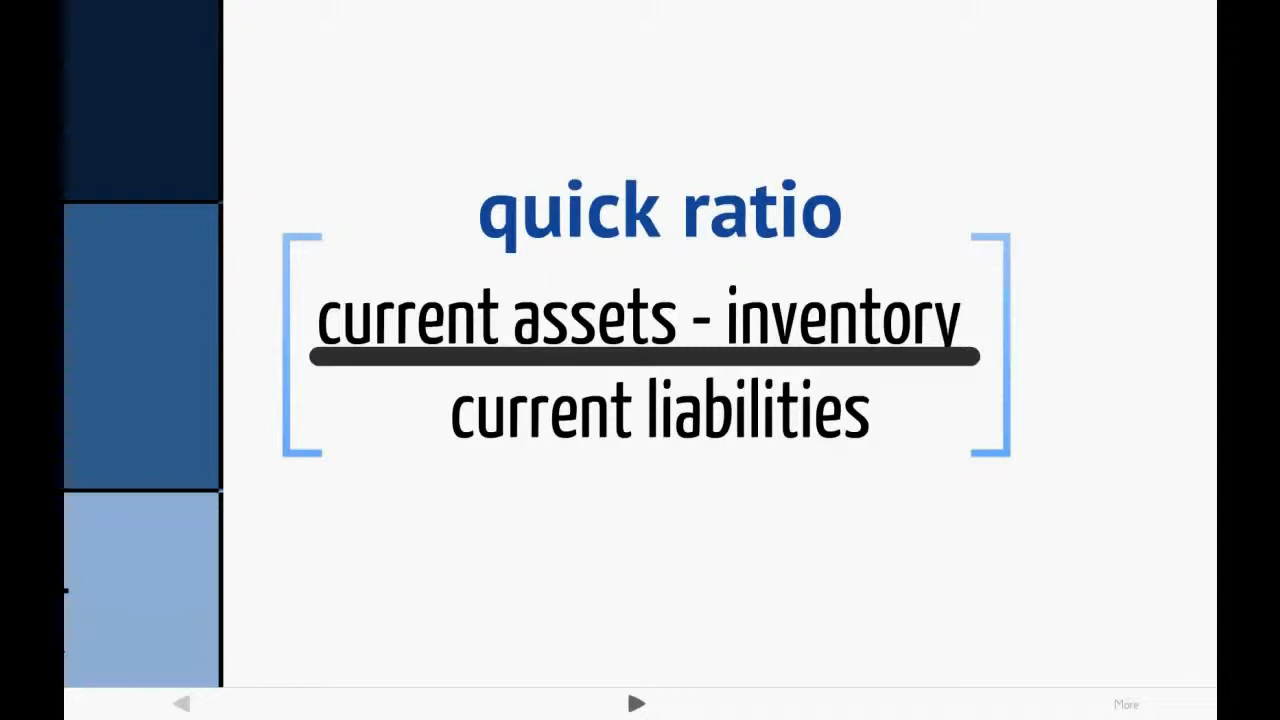 quick ratio
current assets - inventory
current liabilities
More